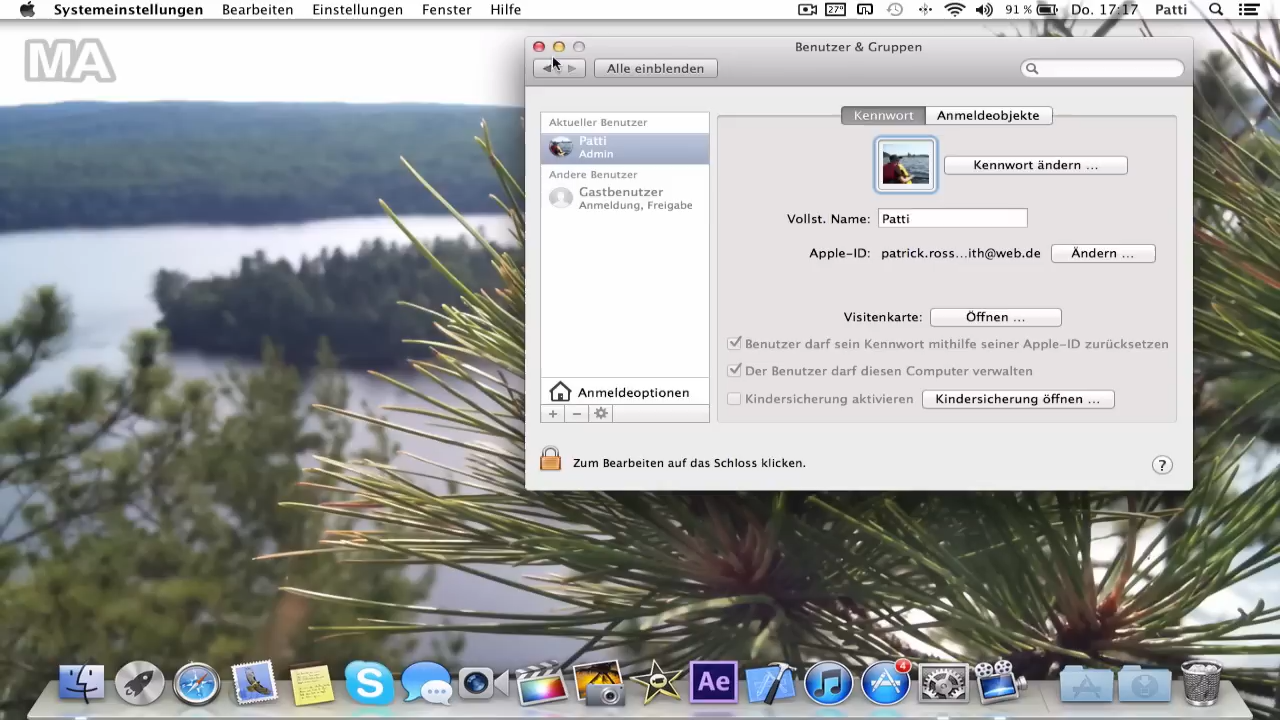 Systemeinstellungen Bearbeiten Einstellungen Fenster Hilfe 27° 91 % Do. 17:17 Patti
MA
Benutzer & Gruppen
Alle einblenden
Kennwort Anmeldeobjekte
Aktueller Benutzer
Patti
Admin
Andere Benutzer
Gastbenutzer
Anmeldung, Freigabe
Anmeldeoptionen
Kennwort ändern ...
Vollst. Name: Patti
Apple-ID: patrick.ross...ith@web.de Ändern ...
Visitenkarte: Öffnen ...
Benutzer darf sein Kennwort mithilfe seiner Apple-ID zurücksetzen
Der Benutzer darf diesen Computer verwalten
Kindersicherung aktivieren Kindersicherung öffnen ...
Zum Bearbeiten auf das Schloss klicken. ?
Ae 4